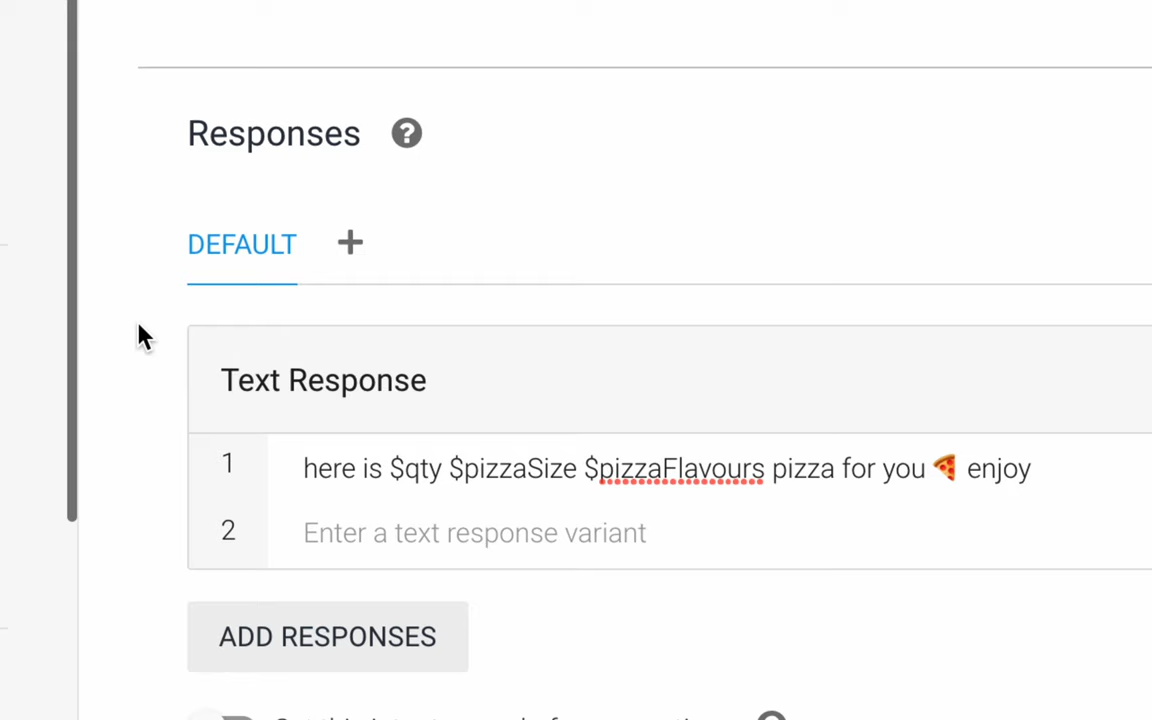 Responses
DEFAULT
Text Response
1 here is $qty $pizzaSize $pizzaFlavours pizza for you 🍕 enjoy
2 Enter a text response variant
ADD RESPONSES